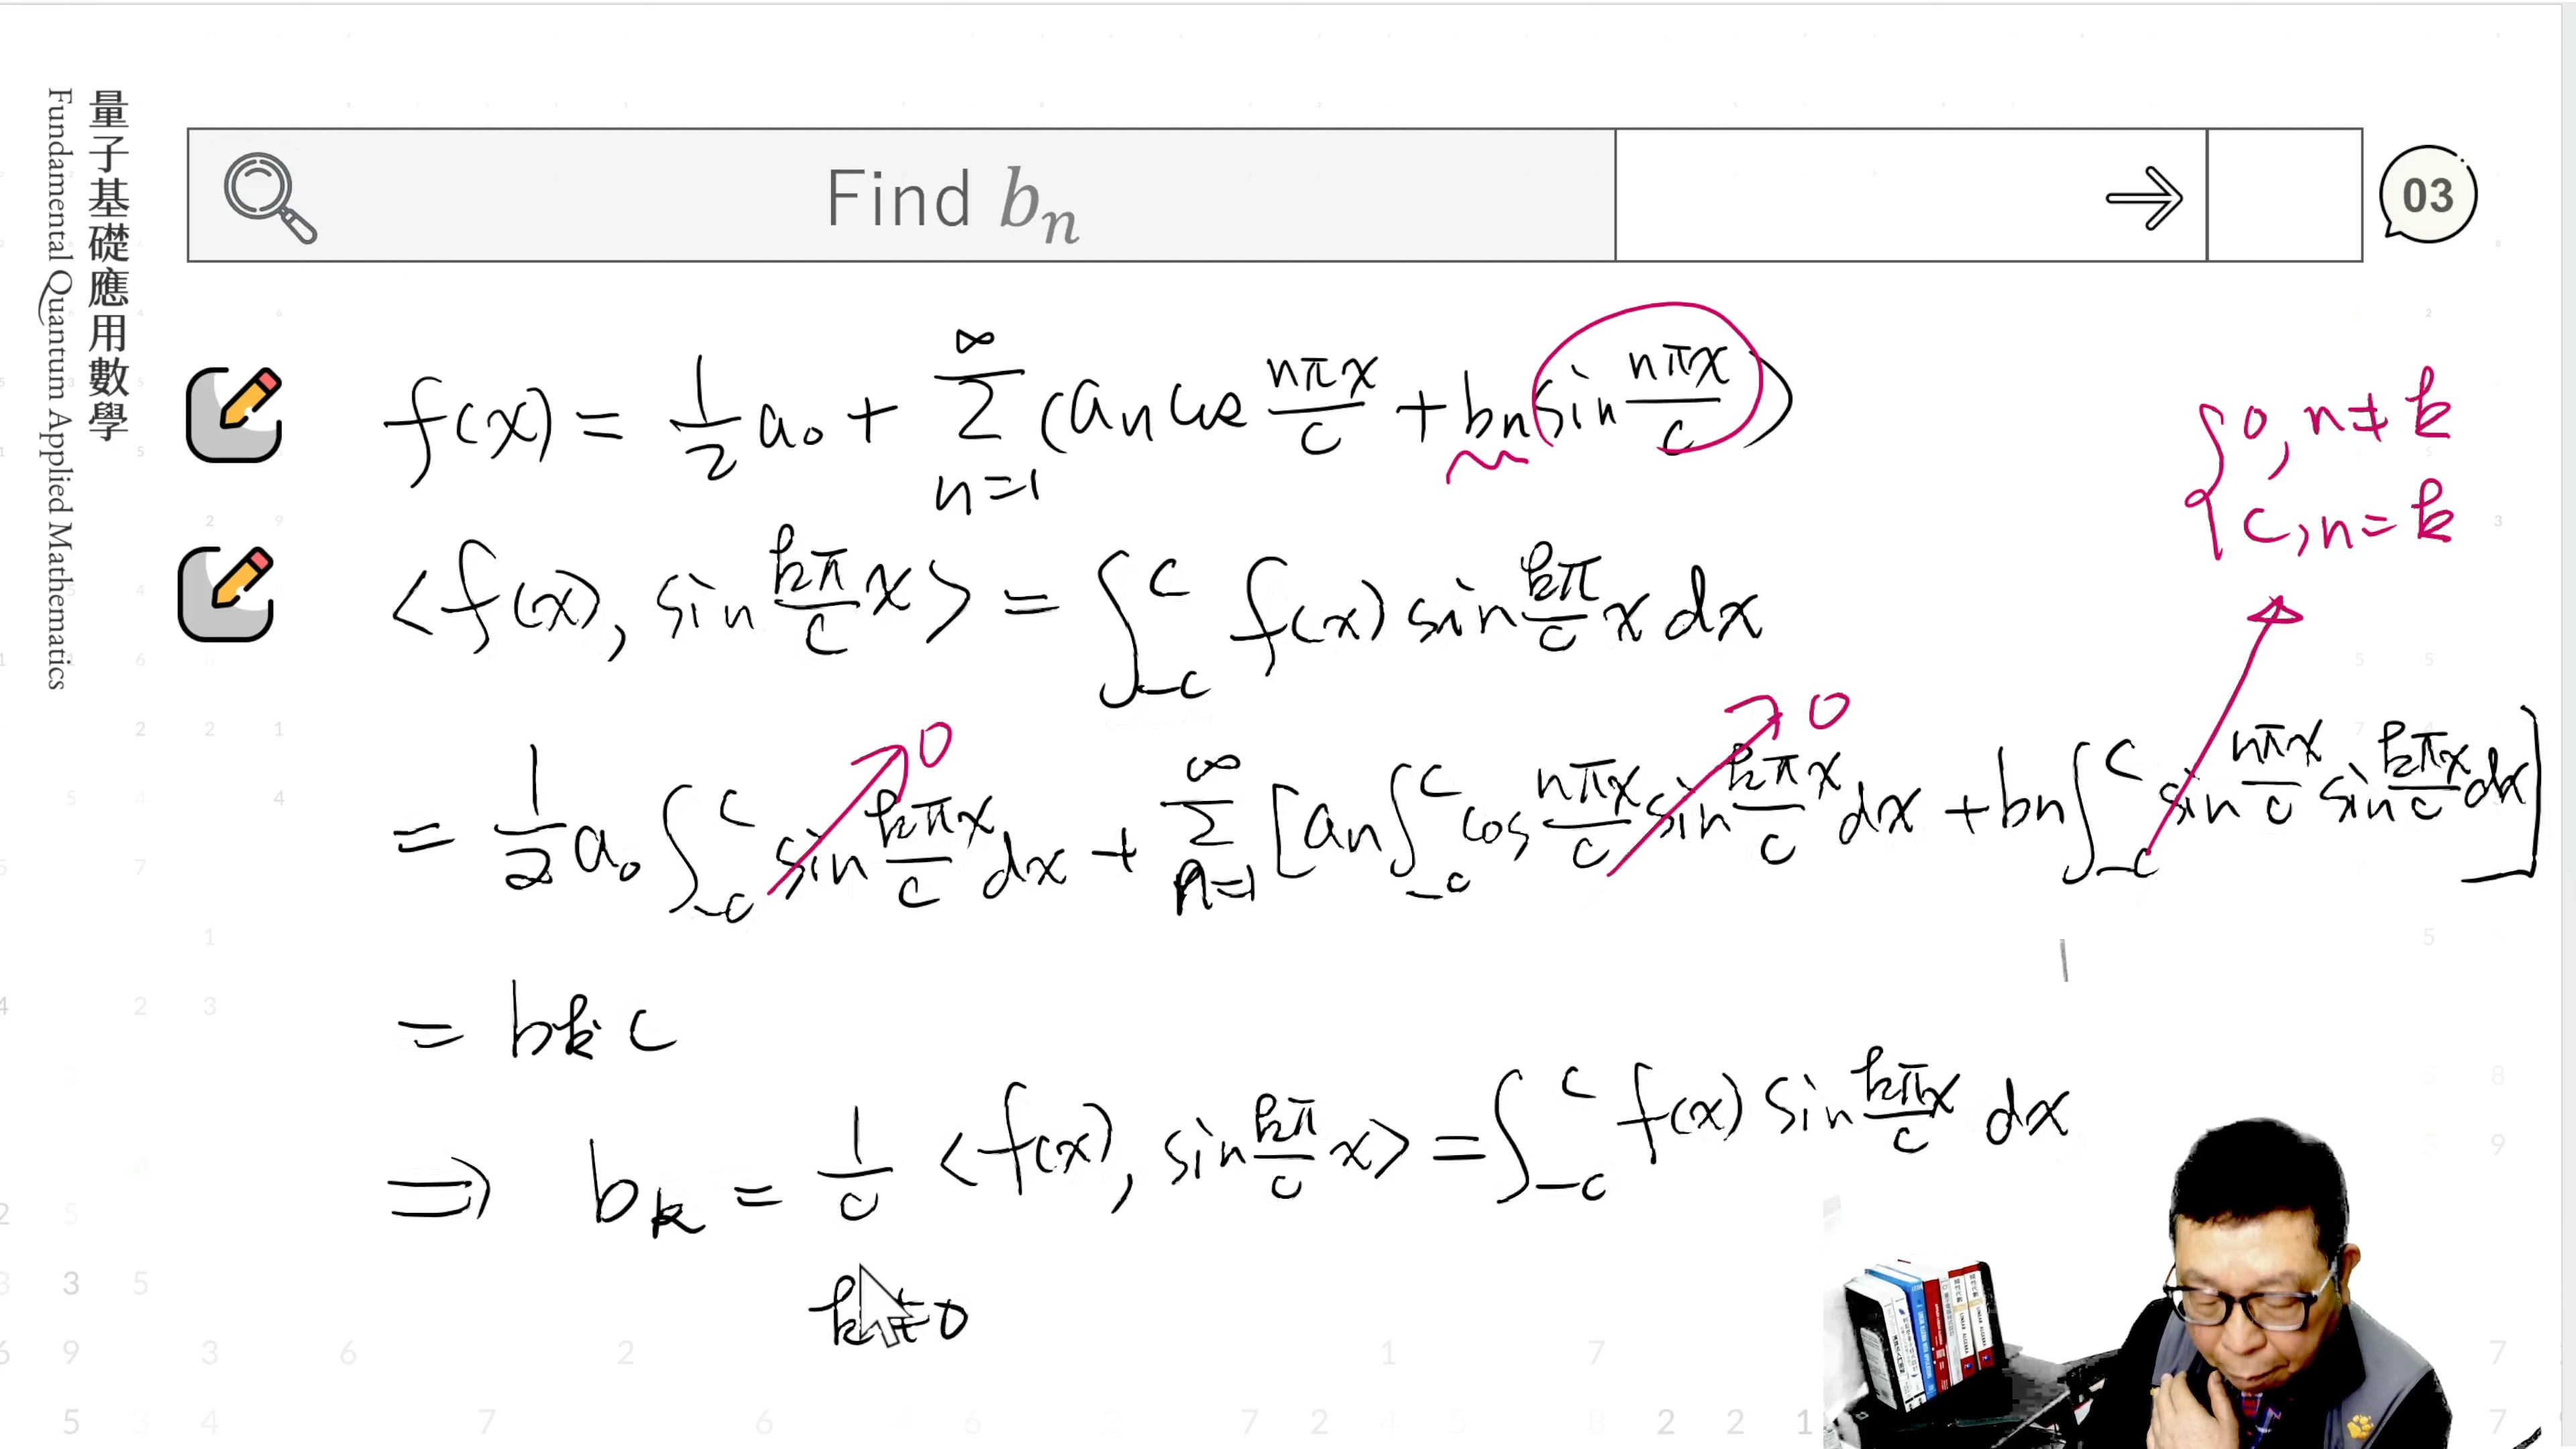 量子基礎應用數學
Fundamental Quantum Applied Mathematics
Find bₙ
03
f(x) = 1/2 a₀ + ∑_{n=1}^{∞} (aₙ cos nπx/c + bₙ sin nπx/c)
{0, n≠k
{c, n=k
<f(x), sin kπ/c x> = ∫_{-c}^{c} f(x) sin kπ/c x dx
= 1/2 a₀ ∫_{-c}^{c} sin kπx/c dx + ∑_{n=1}^{∞} [aₙ ∫_{-c}^{c} cos nπx/c sin kπx/c dx + bₙ ∫_{-c}^{c} sin nπx/c sin kπx/c dx]
0
0
= bₖ c
⇒ bₖ = 1/c <f(x), sin kπ/c x> = ∫_{-c}^{c} f(x) sin kπx/c dx